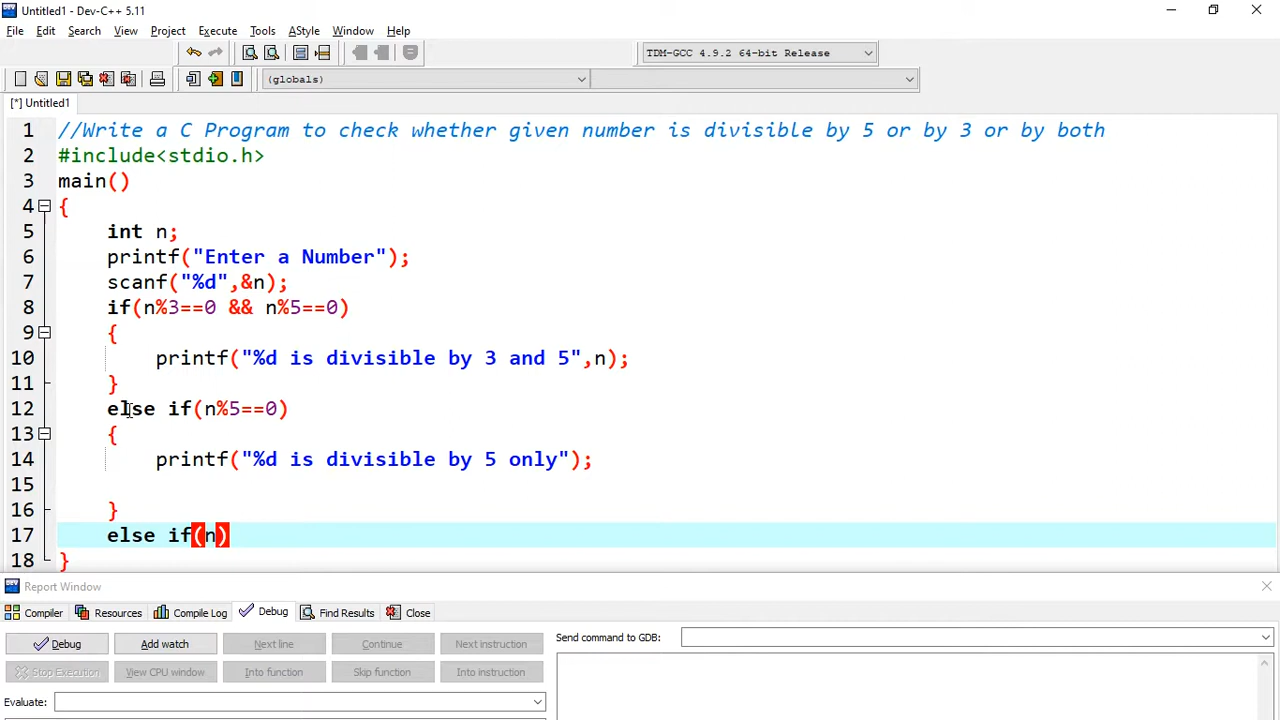 Untitled1 - Dev-C++ 5.11
File Edit Search View Project Execute Tools AStyle Window Help
TDM-GCC 4.9.2 64-bit Release
(globals)
[*] Untitled1
1 //Write a C Program to check whether given number is divisible by 5 or by 3 or by both
2 #include<stdio.h>
3 main()
4 {
5 int n;
6 printf("Enter a Number");
7 scanf("%d",&n);
8 if(n%3==0 && n%5==0)
9 {
10 printf("%d is divisible by 3 and 5",n);
11 }
12 else if(n%5==0)
13 {
14 printf("%d is divisible by 5 only");
15
16 }
17 else if(n)
18 }
Report Window
Compiler Resources Compile Log Debug Find Results Close
Debug Add watch Next line Continue Next instruction Send command to GDB:
Stop Execution View CPU window Into function Skip function Into instruction
Evaluate: